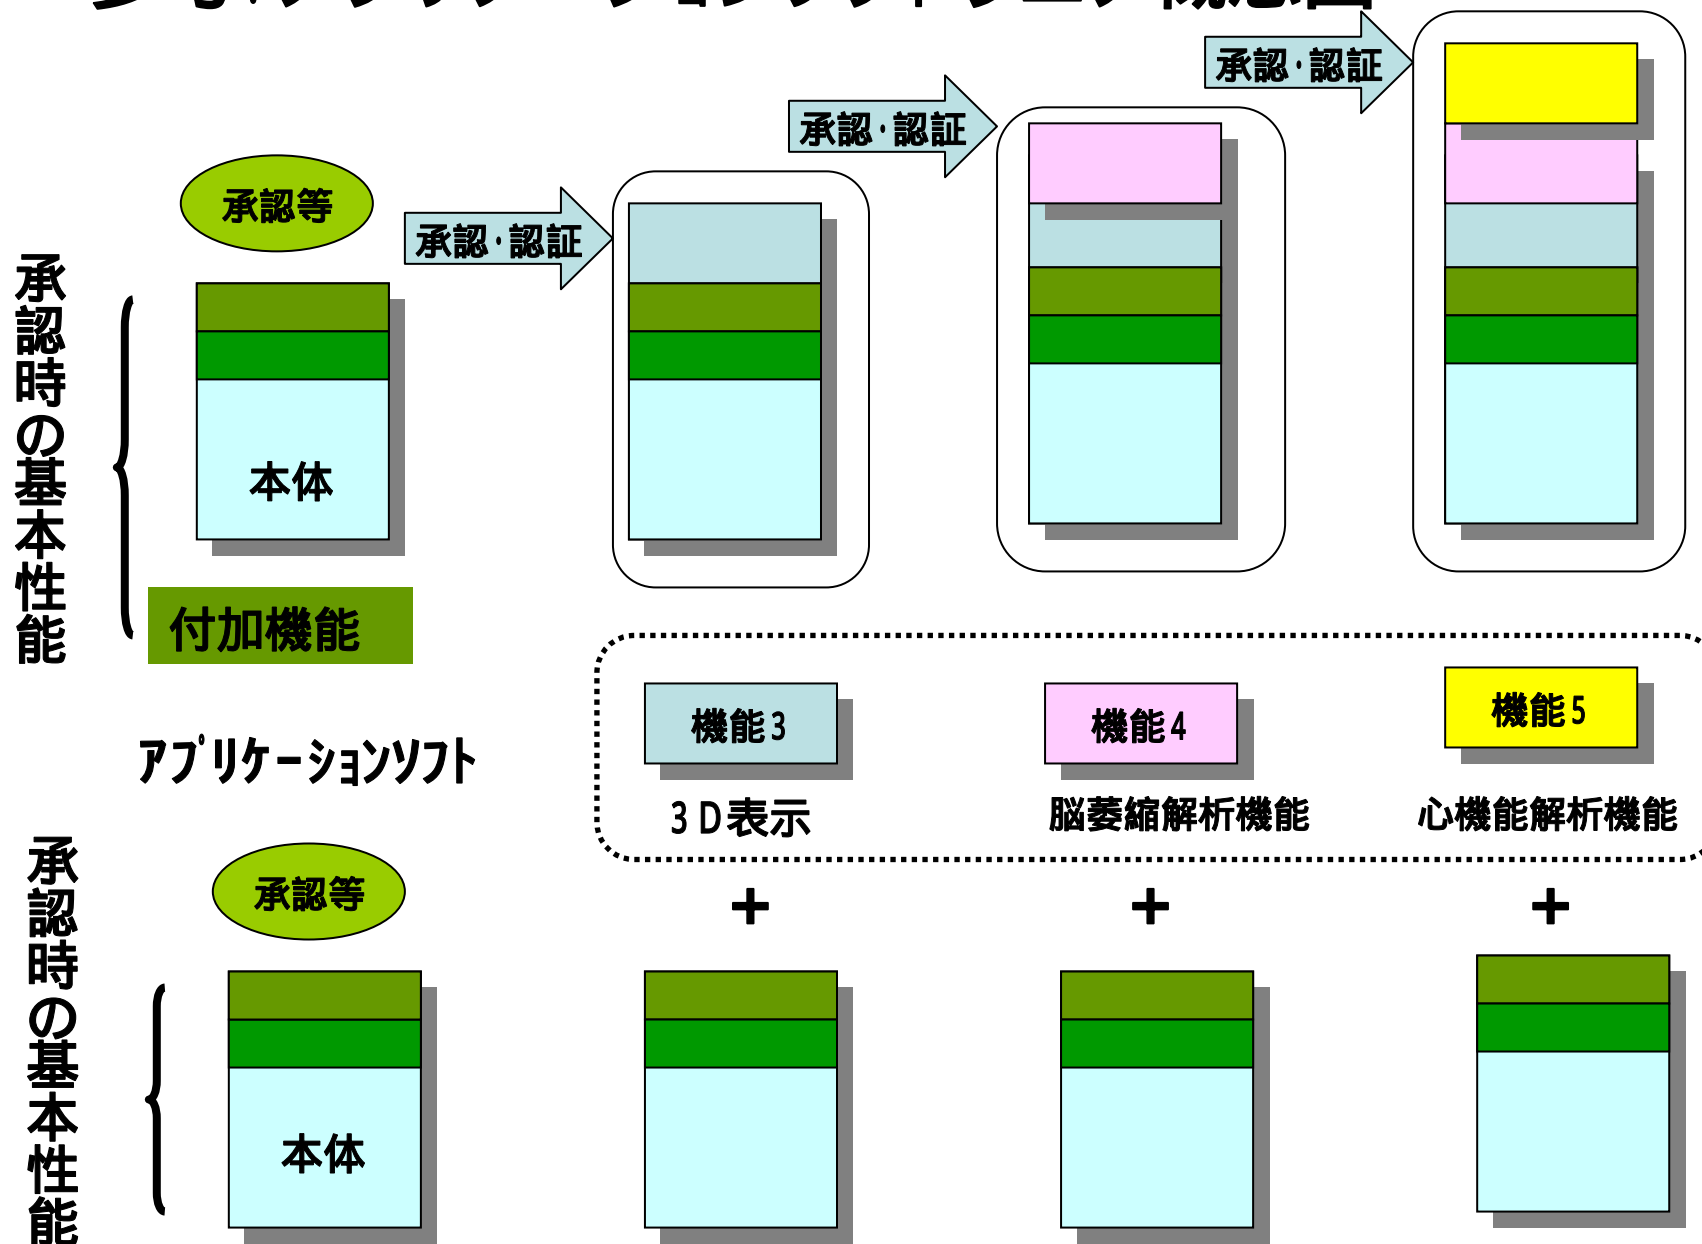 承認・認証
承認・認証
承認等
承認・認証
承認時の基本性能
本体
付加機能
機能3
機能4
機能5
アプリケーションソフト
3D表示
脳萎縮解析機能
心機能解析機能
承認時の基本性能
承認等
+
+
+
本体